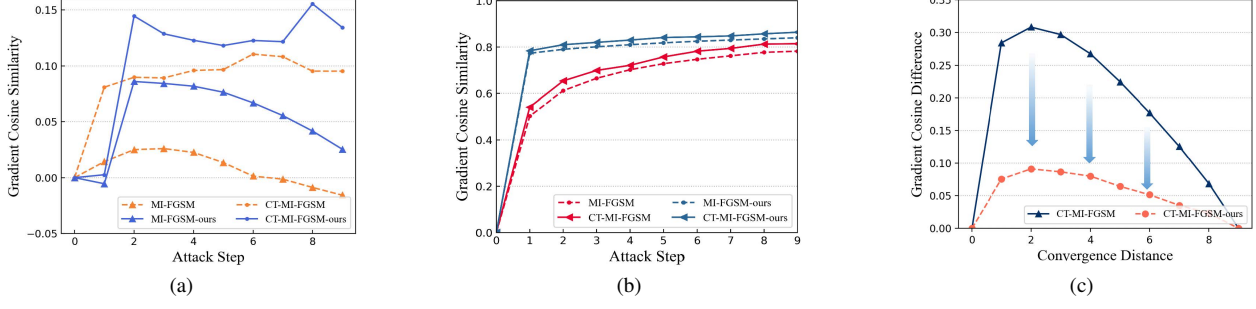 Gradient Cosine Similarity
0.15
0.10
0.05
0.00
−0.05
0 2 4 6 8
Attack Step
MI-FGSM CT-MI-FGSM
MI-FGSM-ours CT-MI-FGSM-ours
(a)
Gradient Cosine Similarity
1.0
0.8
0.6
0.4
0.2
0.0
0 1 2 3 4 5 6 7 8 9
Attack Step
MI-FGSM MI-FGSM-ours
CT-MI-FGSM CT-MI-FGSM-ours
(b)
Gradient Cosine Difference
0.35
0.30
0.25
0.20
0.15
0.10
0.05
0.00
0 2 4 6 8
Convergence Distance
CT-MI-FGSM CT-MI-FGSM-ours
(c)